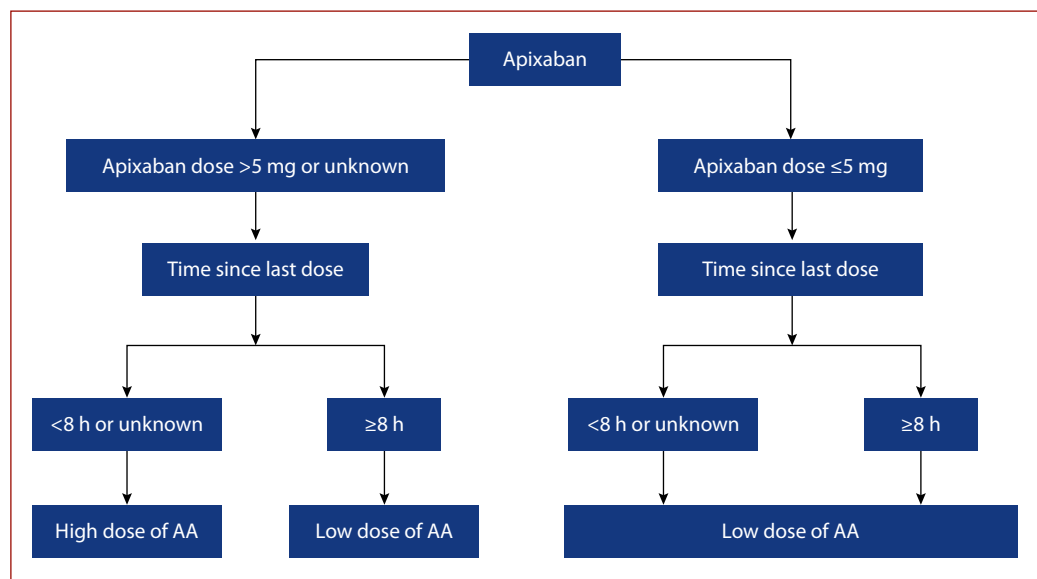 Apixaban
Apixaban dose >5 mg or unknown
Apixaban dose ≤5 mg
Time since last dose
Time since last dose
<8 h or unknown
≥8 h
<8 h or unknown
≥8 h
High dose of AA
Low dose of AA
Low dose of AA